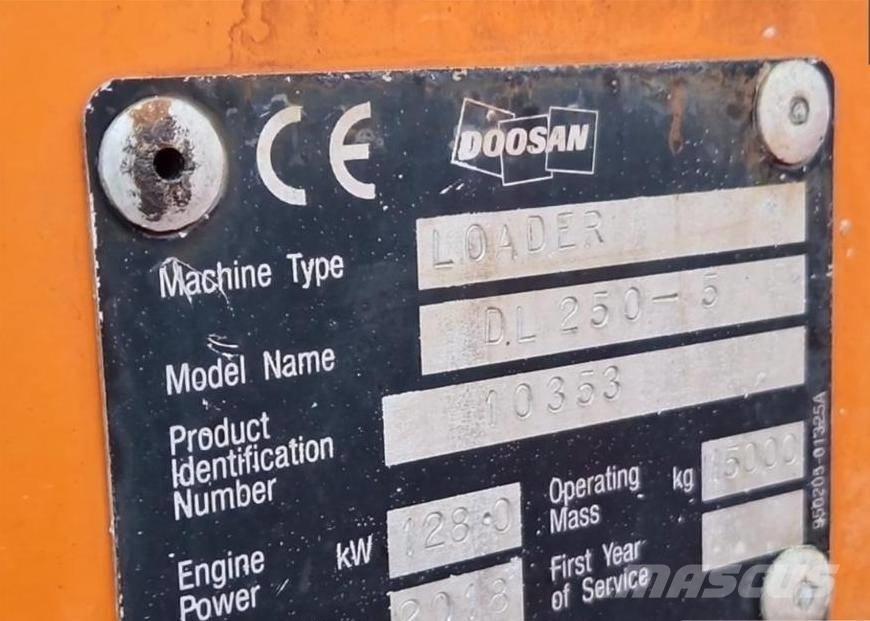 CE DOOSAN
Machine Type LOADER
Model Name DL 250-5
Product
Identification
Number 10353
Engine
Power kW 128.0
Operating
Mass kg 15000
2018
First Year
of Service
950205-01325A
MASCUS